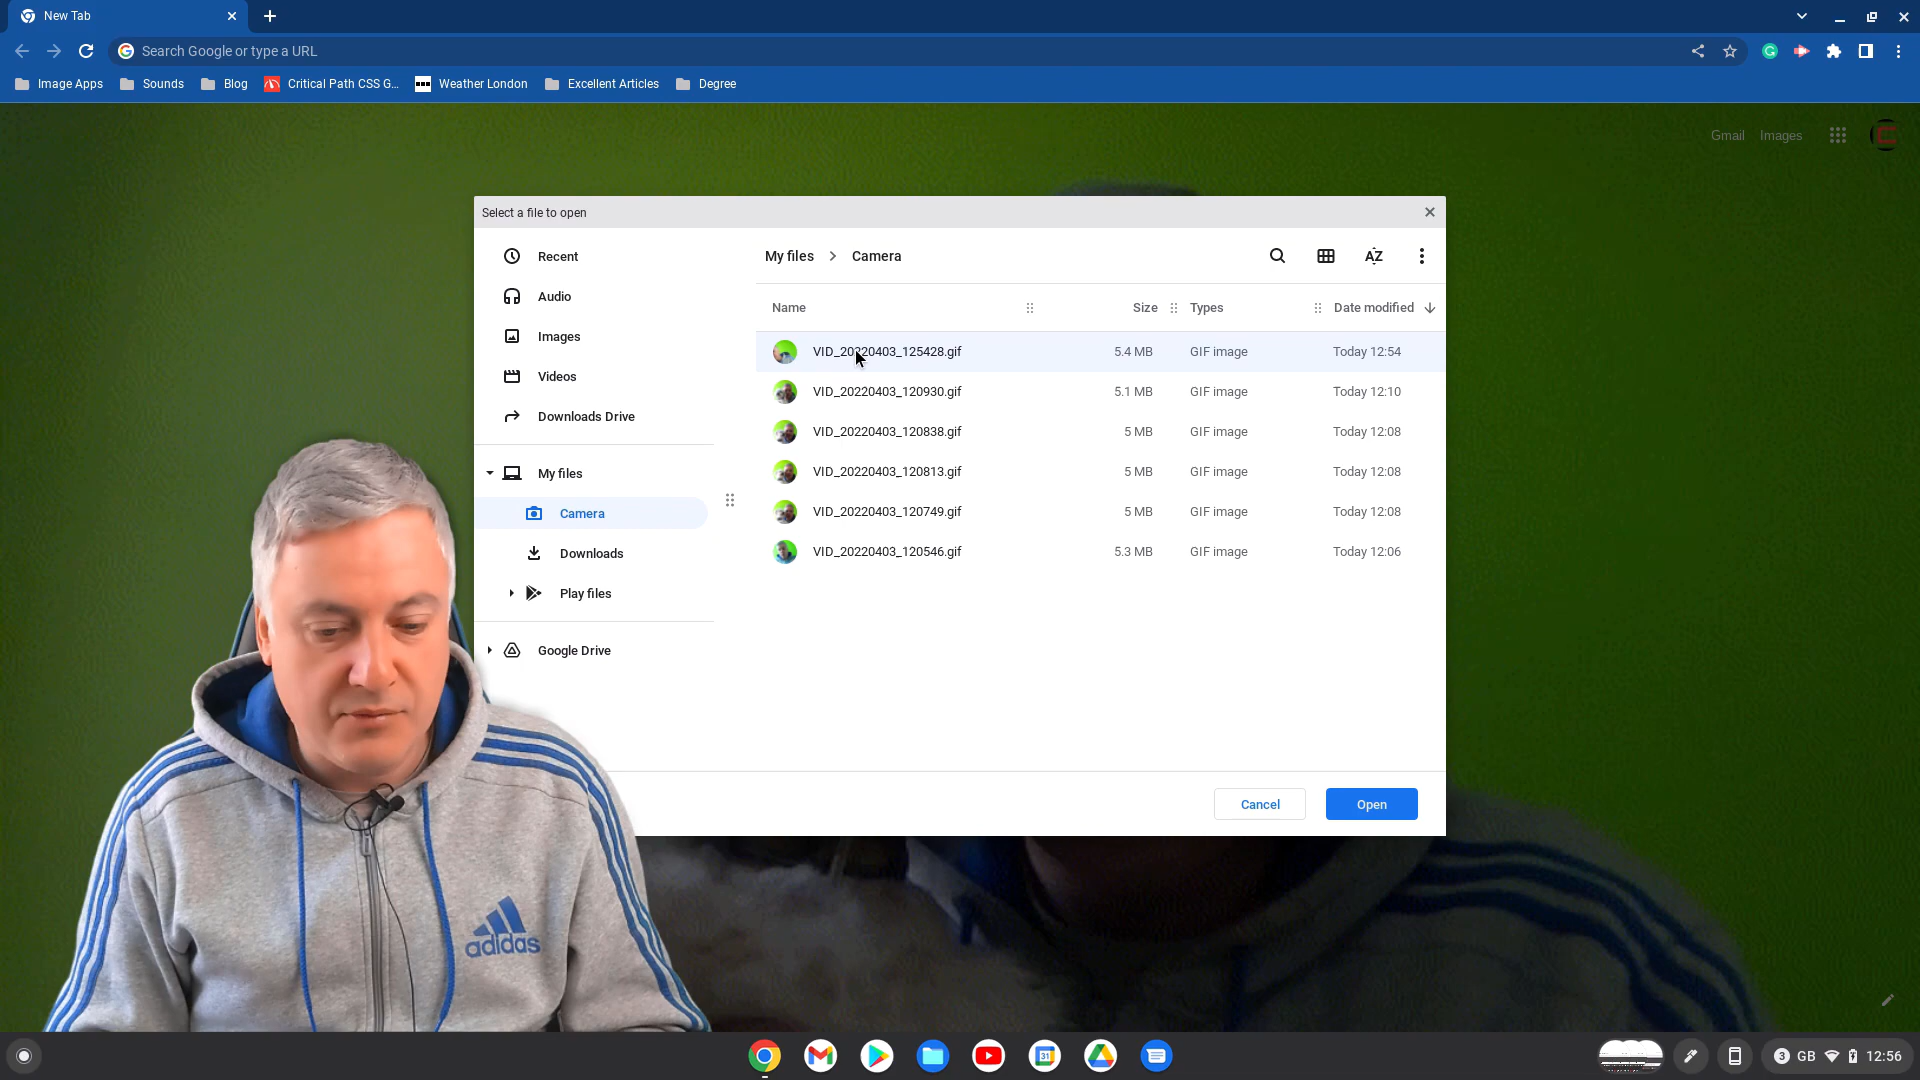 New Tab
Search Google or type a URL
Image Apps
Sounds
Blog
Critical Path CSS G...
Weather London
Excellent Articles
Degree
Gmail
Images
Select a file to open
Recent
Audio
Images
Videos
Downloads Drive
My files
Camera
Downloads
Play files
Google Drive
My files > Camera
AZ
Name Size Types Date modified
VID_20220403_125428.gif 5.4 MB GIF image Today 12:54
VID_20220403_120930.gif 5.1 MB GIF image Today 12:10
VID_20220403_120838.gif 5 MB GIF image Today 12:08
VID_20220403_120813.gif 5 MB GIF image Today 12:08
VID_20220403_120749.gif 5 MB GIF image Today 12:08
VID_20220403_120546.gif 5.3 MB GIF image Today 12:06
Cancel
Open
adidas
31
3 GB 12:56